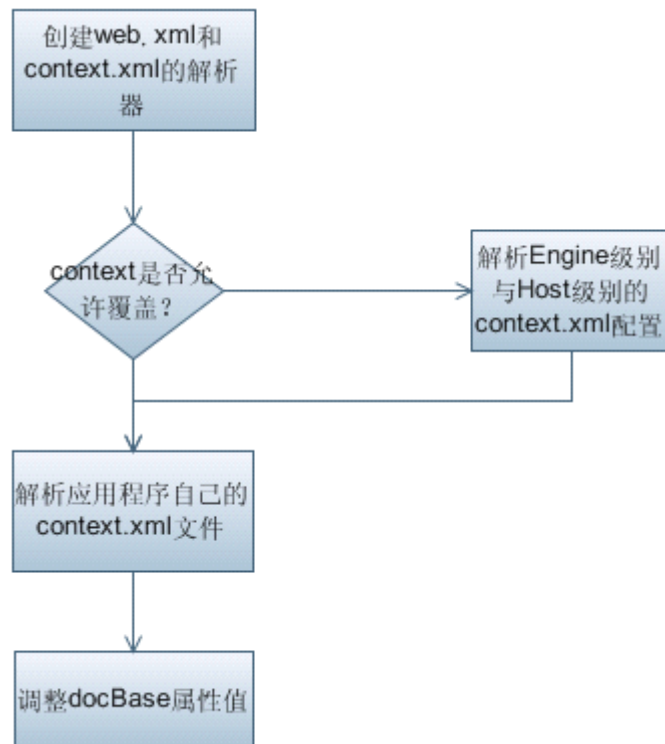 创建web, xml和
context.xml的解析
器
context是否允
许覆盖？
解析Engine级别
与Host级别的
context.xml配置
解析应用程序自己的
context.xml文件
调整docBase属性值